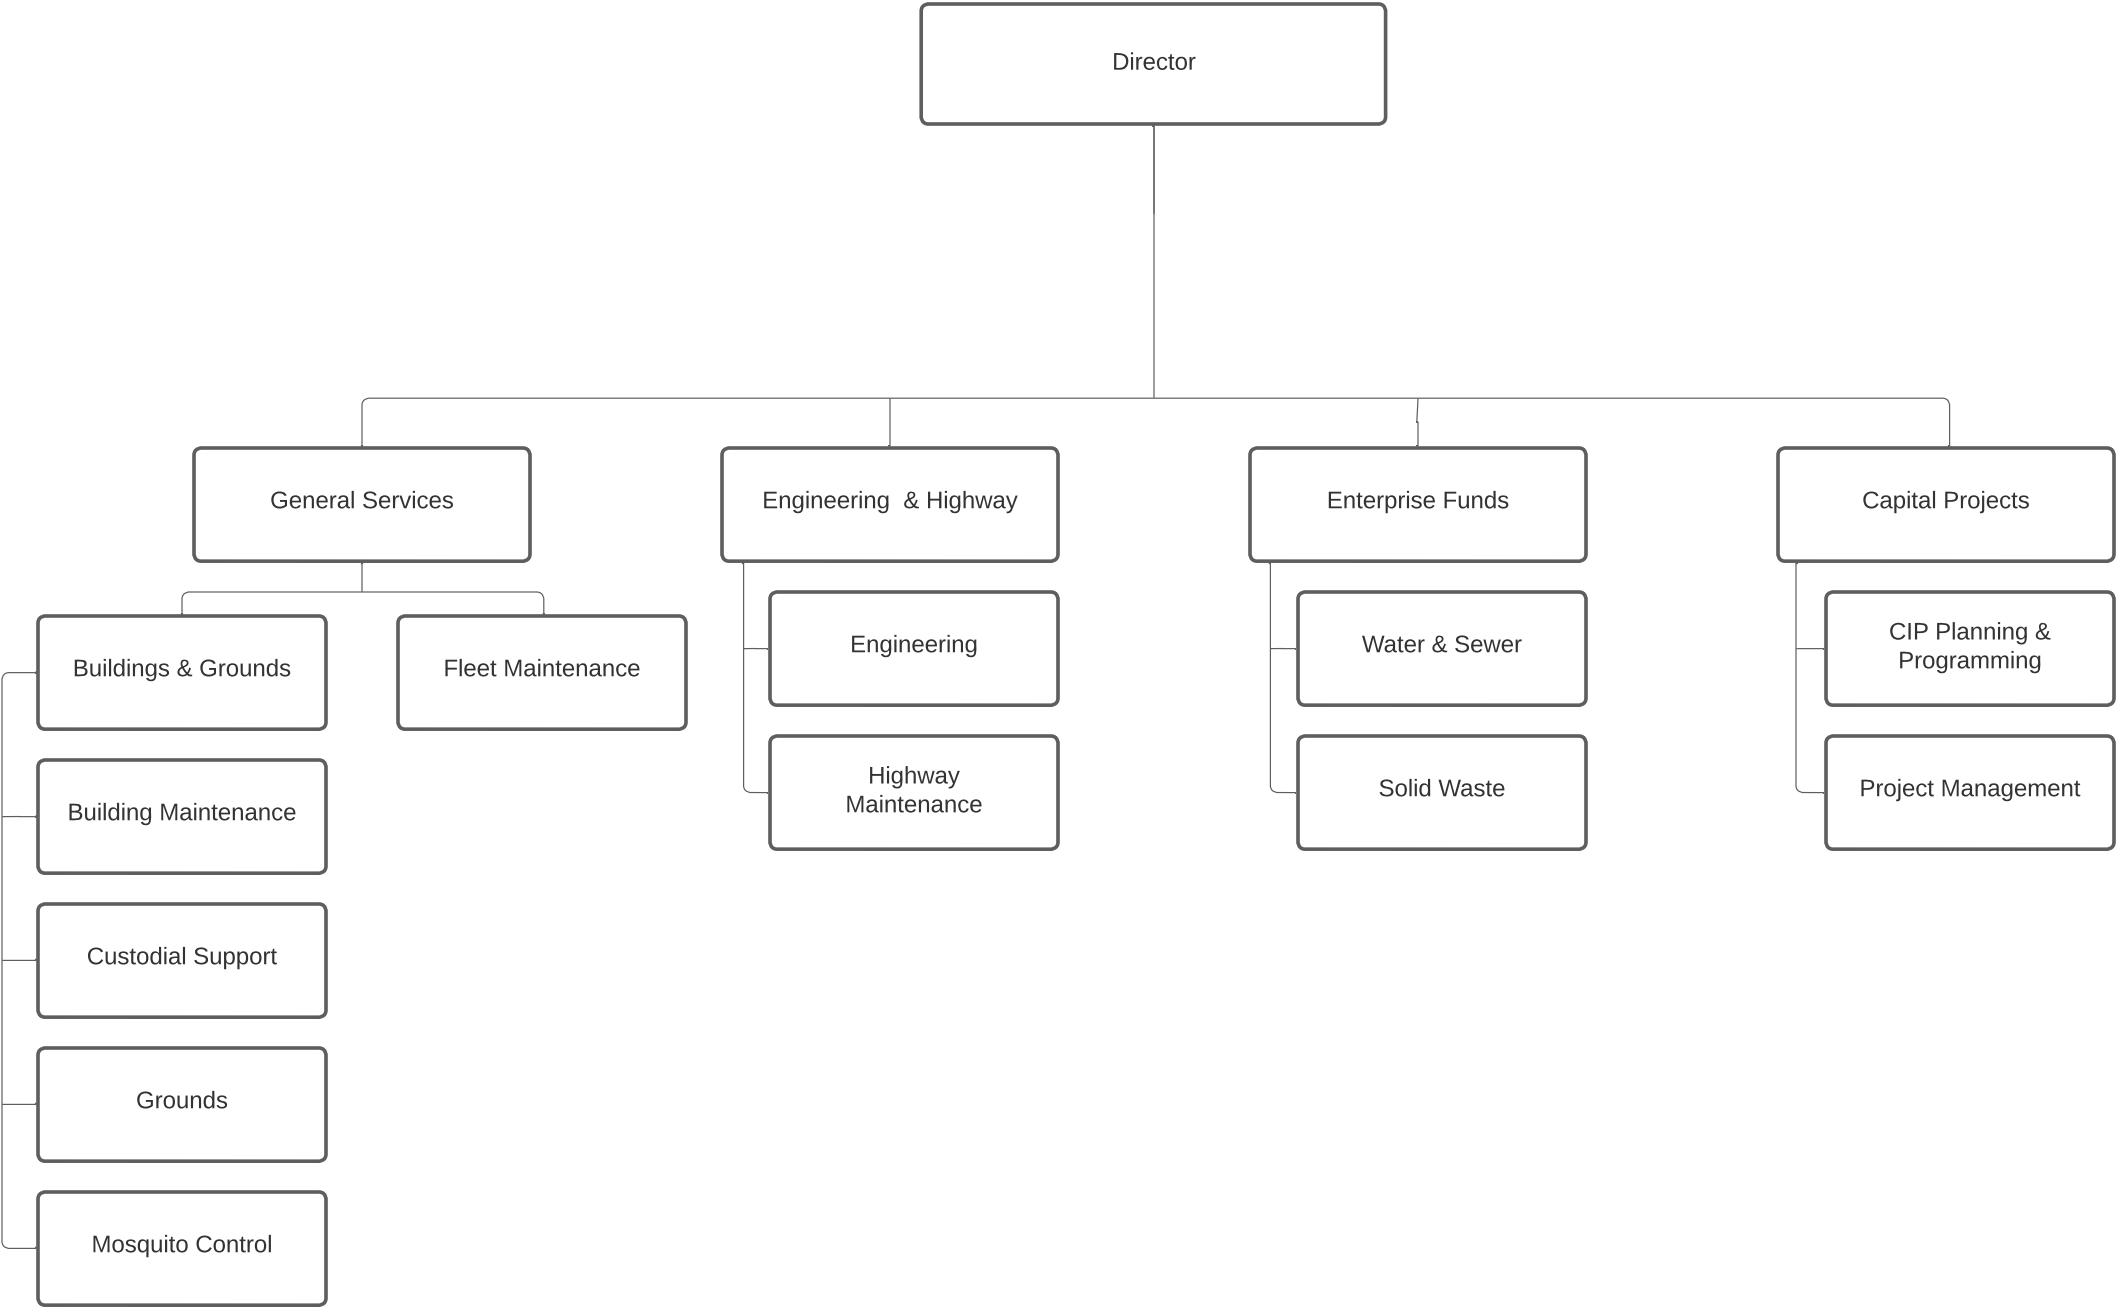 Director
General Services
Engineering  & Highway
Enterprise Funds
Capital Projects
Buildings & Grounds
Fleet Maintenance
Building Maintenance
Custodial Support
Grounds
Mosquito Control
Engineering
Highway
Maintenance
Water & Sewer
Solid Waste
CIP Planning &
Programming
Project Management